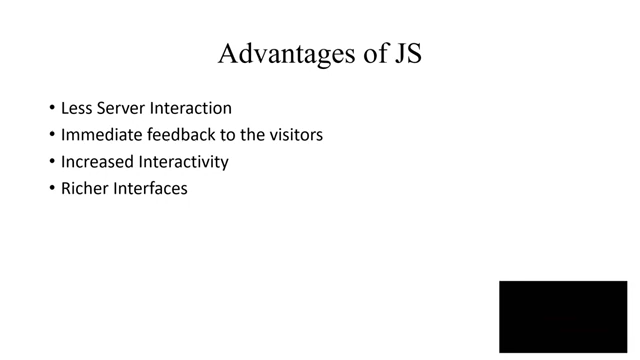 Advantages of JS
• Less Server Interaction
• Immediate feedback to the visitors
• Increased Interactivity
• Richer Interfaces